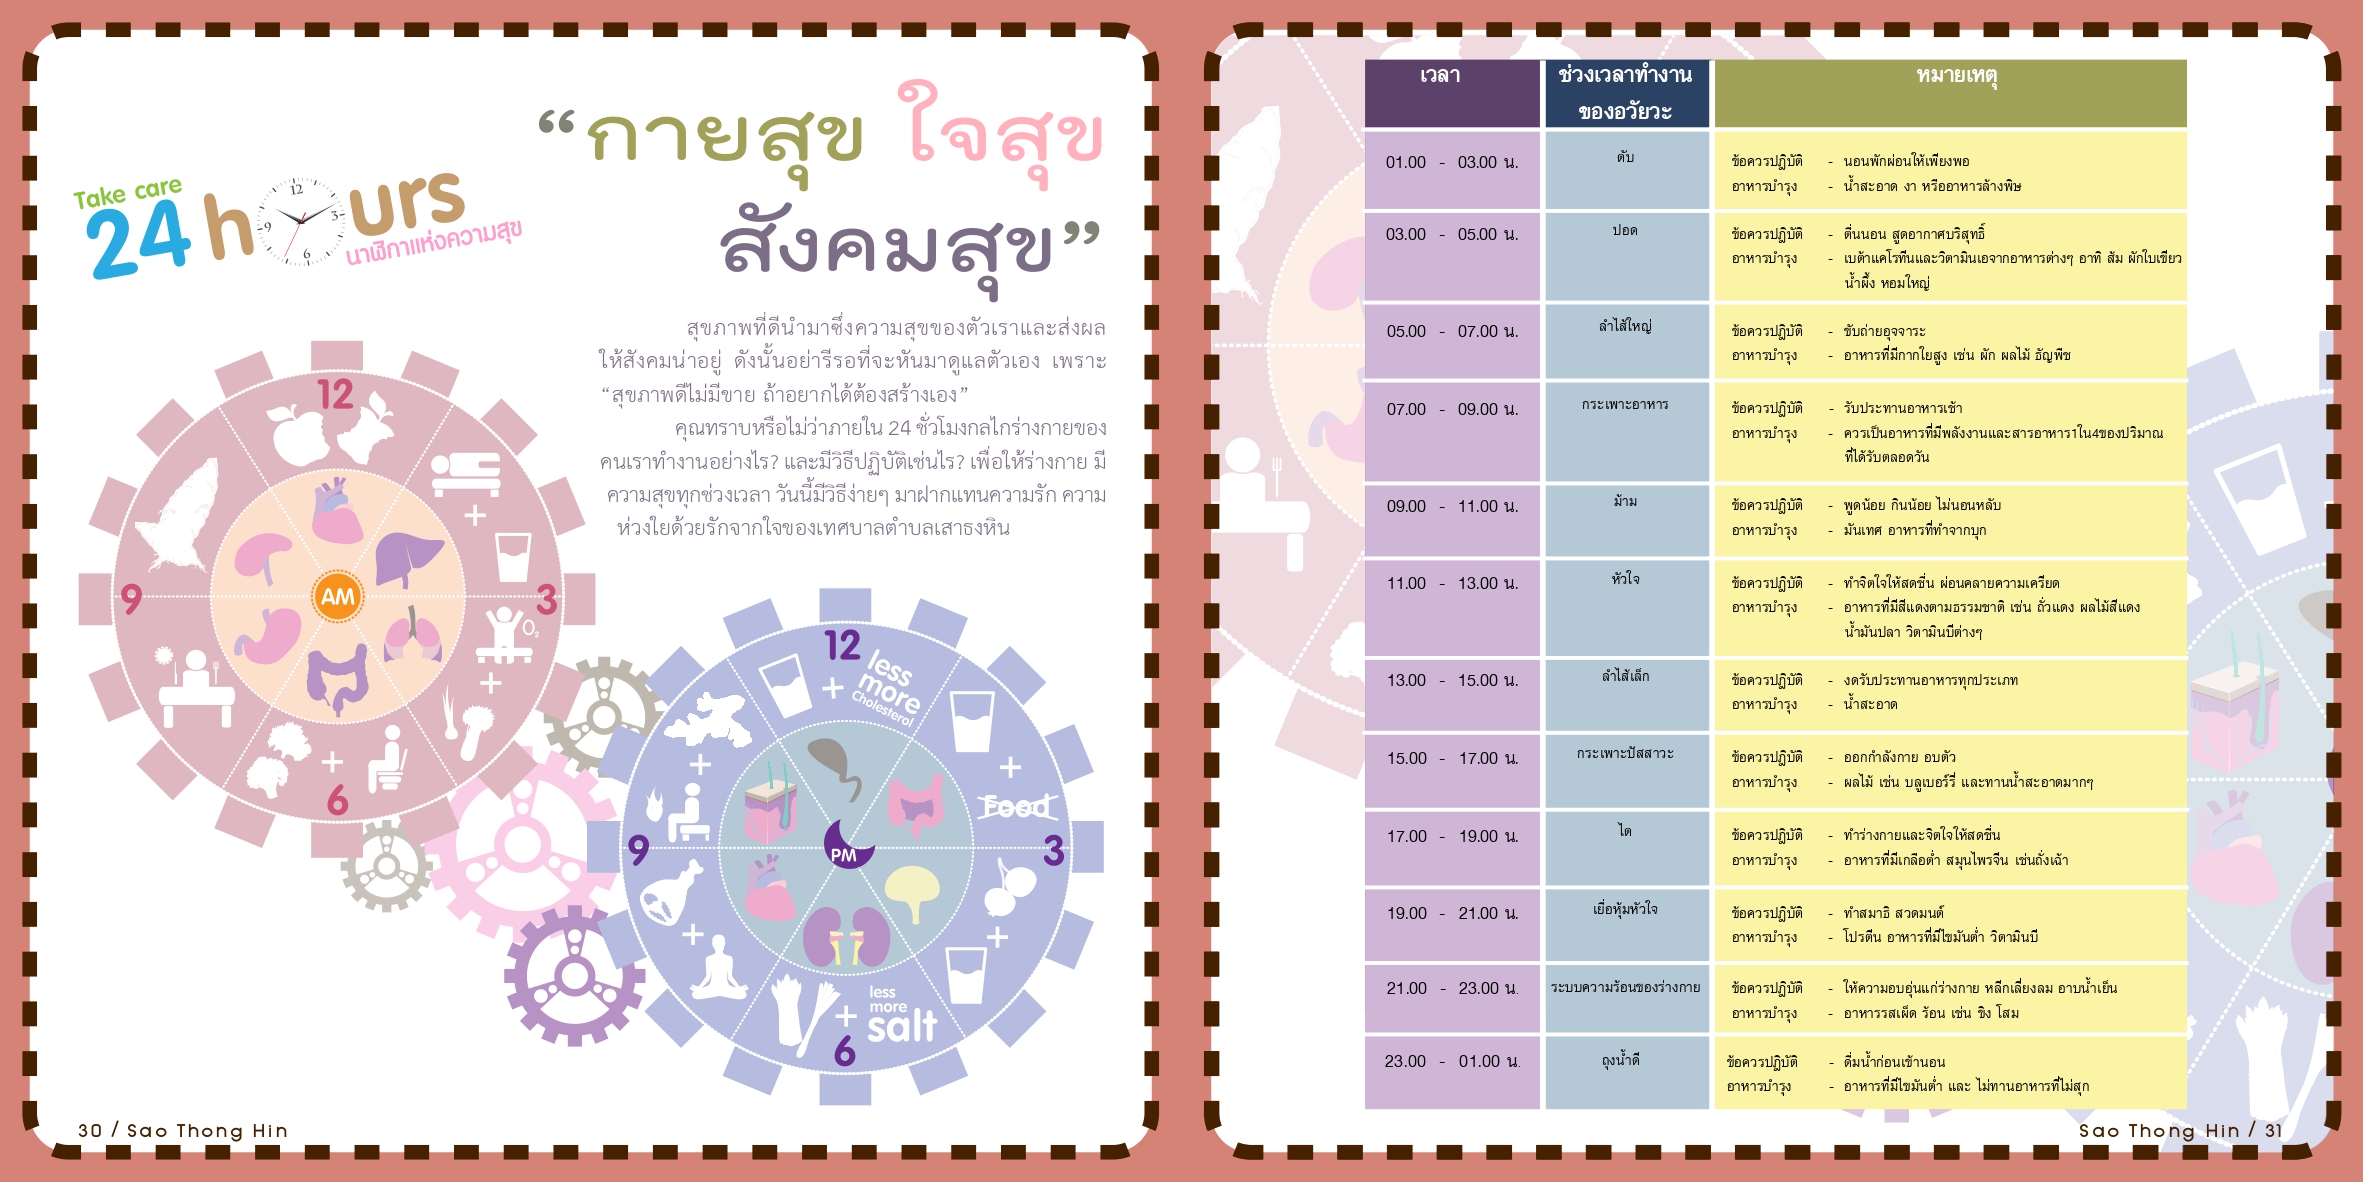 Take care
24 hours
12
3
6
9
นาฬิกาแห่งความสุข
“กายสุข ใจสุข
สังคมสุข”
สุขภาพที่ดีนำมาซึ่งความสุขของตัวเราและส่งผล
ให้สังคมน่าอยู่ ดังนั้นอย่ารีรอที่จะหันมาดูแลตัวเอง เพราะ
“สุขภาพดีไม่มีขาย ถ้าอยากได้ต้องสร้างเอง”
คุณทราบหรือไม่ว่าภายใน 24 ชั่วโมงกลไกร่างกายของ
คนเราทำงานอย่างไร? และมีวิธีปฏิบัติเช่นไร? เพื่อให้ร่างกาย มี
ความสุขทุกช่วงเวลา วันนี้มีวิธีง่ายๆ มาฝากแทนความรัก ความ
ห่วงใยด้วยรักจากใจของเทศบาลตำบลเสาธงหิน
12
9
AM
3
O2
6
12
less
more
Cholesterol
Food
9
PM
3
less
more
salt
6
30 / Sao Thong Hin
เวลา
ช่วงเวลาทำงาน
ของอวัยวะ
หมายเหตุ
01.00 - 03.00 น.
ตับ
ข้อควรปฏิบัติ - นอนพักผ่อนให้เพียงพอ
อาหารบำรุง - น้ำสะอาด งา หรืออาหารล้างพิษ
03.00 - 05.00 น.
ปอด
ข้อควรปฏิบัติ - ตื่นนอน สูดอากาศบริสุทธิ์
อาหารบำรุง - เบต้าแคโรทีนและวิตามินเอจากอาหารต่างๆ อาทิ ส้ม ผักใบเขียว
น้ำผึ้ง หอมใหญ่
05.00 - 07.00 น.
ลำไส้ใหญ่
ข้อควรปฏิบัติ - ขับถ่ายอุจจาระ
อาหารบำรุง - อาหารที่มีกากใยสูง เช่น ผัก ผลไม้ ธัญพืช
07.00 - 09.00 น.
กระเพาะอาหาร
ข้อควรปฏิบัติ - รับประทานอาหารเช้า
อาหารบำรุง - ควรเป็นอาหารที่มีพลังงานและสารอาหาร1ใน4ของปริมาณ
ที่ได้รับตลอดวัน
09.00 - 11.00 น.
ม้าม
ข้อควรปฏิบัติ - พูดน้อย กินน้อย ไม่นอนหลับ
อาหารบำรุง - มันเทศ อาหารที่ทำจากบุก
11.00 - 13.00 น.
หัวใจ
ข้อควรปฏิบัติ - ทำจิตใจให้สดชื่น ผ่อนคลายความเครียด
อาหารบำรุง - อาหารที่มีสีแดงตามธรรมชาติ เช่น ถั่วแดง ผลไม้สีแดง
น้ำมันปลา วิตามินบีต่างๆ
13.00 - 15.00 น.
ลำไส้เล็ก
ข้อควรปฏิบัติ - งดรับประทานอาหารทุกประเภท
อาหารบำรุง - น้ำสะอาด
15.00 - 17.00 น.
กระเพาะปัสสาวะ
ข้อควรปฏิบัติ - ออกกำลังกาย อบตัว
อาหารบำรุง - ผลไม้ เช่น บลูเบอร์รี่ และทานน้ำสะอาดมากๆ
17.00 - 19.00 น.
ไต
ข้อควรปฏิบัติ - ทำร่างกายและจิตใจให้สดชื่น
อาหารบำรุง - อาหารที่มีเกลือต่ำ สมุนไพรจีน เช่นถั่งเฉ้า
19.00 - 21.00 น.
เยื่อหุ้มหัวใจ
ข้อควรปฏิบัติ - ทำสมาธิ สวดมนต์
อาหารบำรุง - โปรตีน อาหารที่มีไขมันต่ำ วิตามินบี
21.00 - 23.00 น.
ระบบความร้อนของร่างกาย
ข้อควรปฏิบัติ - ให้ความอบอุ่นแก่ร่างกาย หลีกเลี่ยงลม อาบน้ำเย็น
อาหารบำรุง - อาหารรสเผ็ด ร้อน เช่น ขิง โสม
23.00 - 01.00 น.
ถุงน้ำดี
ข้อควรปฏิบัติ - ดื่มน้ำก่อนเข้านอน
อาหารบำรุง - อาหารที่มีไขมันต่ำ และ ไม่ทานอาหารที่ไม่สุก
Sao Thong Hin / 31